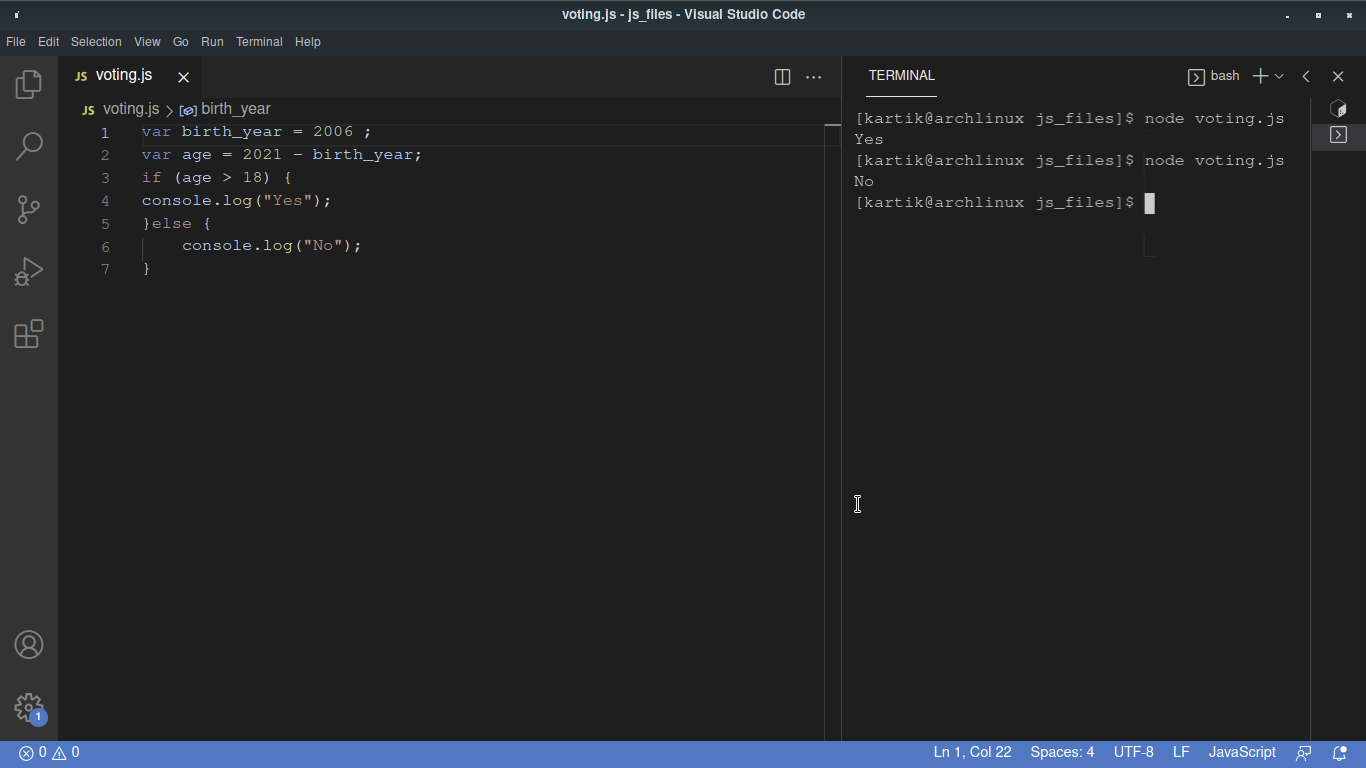 voting.js - js_files - Visual Studio Code
File Edit Selection View Go Run Terminal Help
JS voting.js
JS voting.js > birth_year
1 var birth_year = 2006 ;
2 var age = 2021 - birth_year;
3 if (age > 18) {
4 console.log("Yes");
5 }else {
6     console.log("No");
7 }
TERMINAL
bash
[kartik@archlinux js_files]$ node voting.js
Yes
[kartik@archlinux js_files]$ node voting.js
No
[kartik@archlinux js_files]$
1
0 0
Ln 1, Col 22 Spaces: 4 UTF-8 LF JavaScript